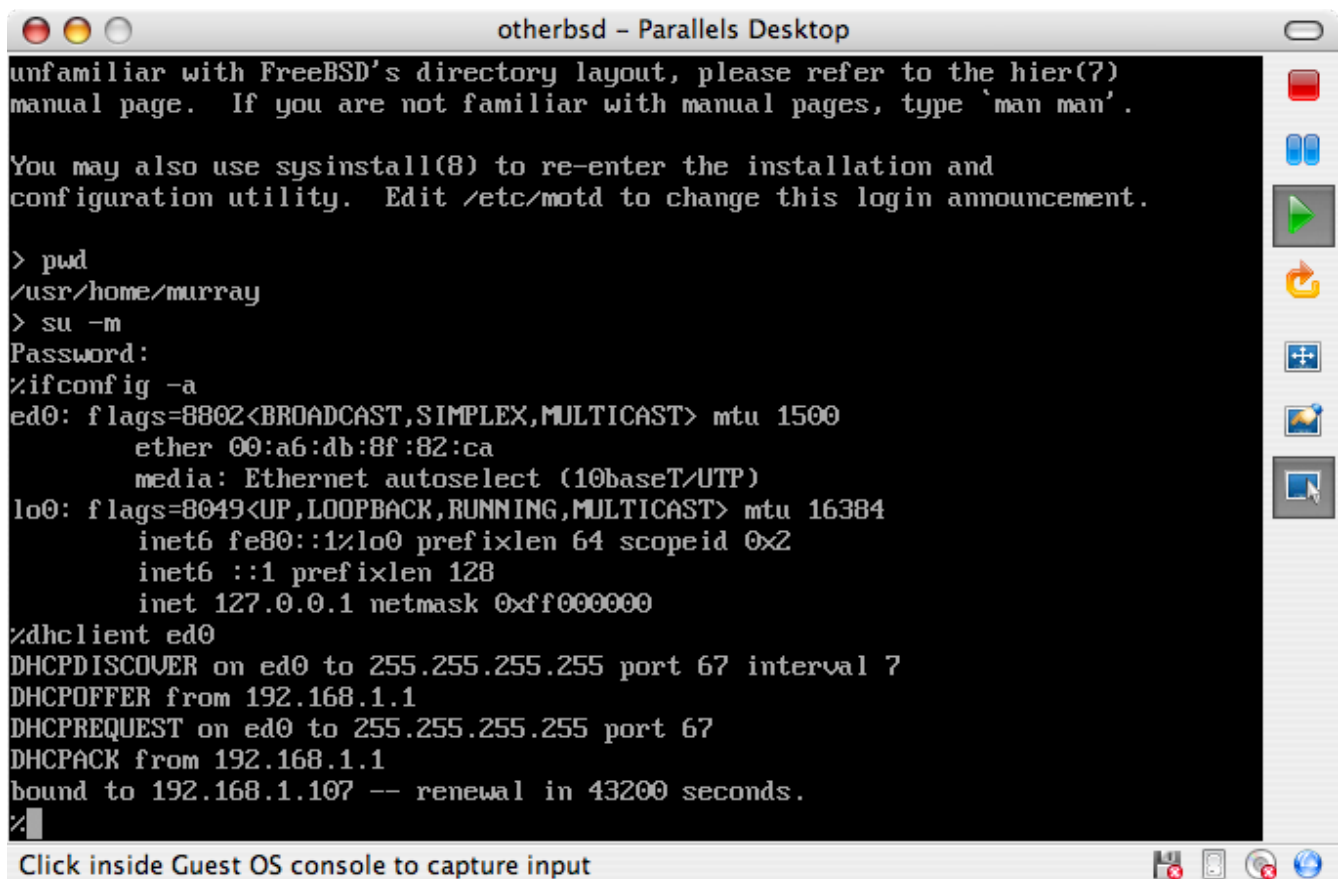 otherbsd – Parallels Desktop
unfamiliar with FreeBSD's directory layout, please refer to the hier(7)
manual page.  If you are not familiar with manual pages, type `man man'.
You may also use sysinstall(8) to re-enter the installation and
configuration utility.  Edit /etc/motd to change this login announcement.
> pwd
/usr/home/murray
> su -m
Password:
%ifconfig -a
ed0: flags=8802<BROADCAST,SIMPLEX,MULTICAST> mtu 1500
        ether 00:a6:db:8f:82:ca
        media: Ethernet autoselect (10baseT/UTP)
lo0: flags=8049<UP,LOOPBACK,RUNNING,MULTICAST> mtu 16384
        inet6 fe80::1%lo0 prefixlen 64 scopeid 0x2
        inet6 ::1 prefixlen 128
        inet 127.0.0.1 netmask 0xff000000
%dhclient ed0
DHCPDISCOVER on ed0 to 255.255.255.255 port 67 interval 7
DHCPOFFER from 192.168.1.1
DHCPREQUEST on ed0 to 255.255.255.255 port 67
DHCPACK from 192.168.1.1
bound to 192.168.1.107 -- renewal in 43200 seconds.
%
Click inside Guest OS console to capture input